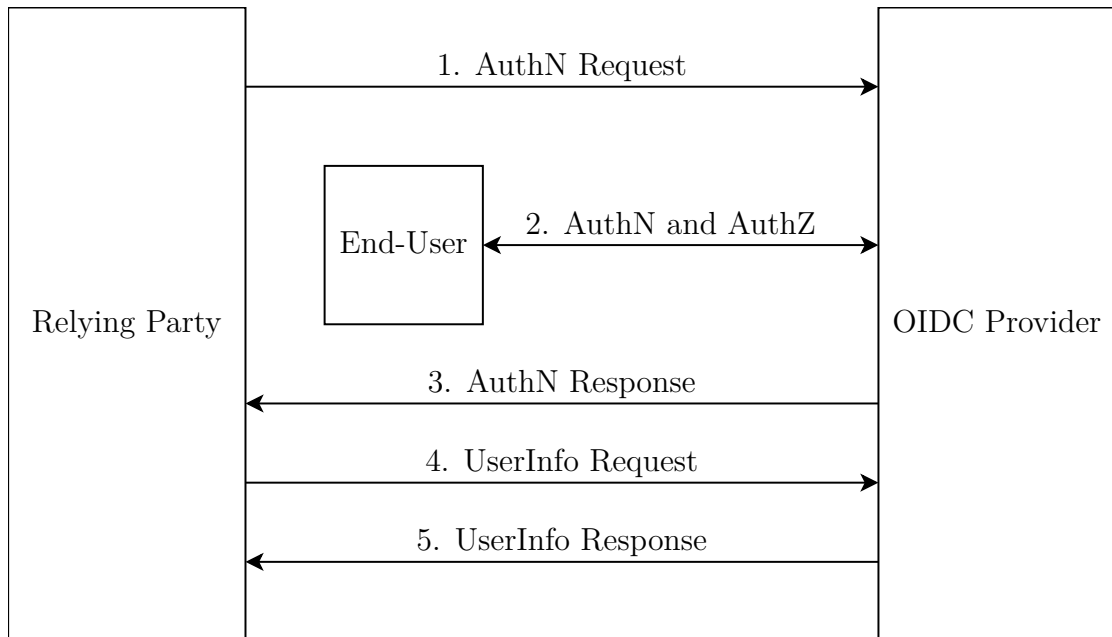 1. AuthN Request
End-User
2. AuthN and AuthZ
Relying Party
OIDC Provider
3. AuthN Response
4. UserInfo Request
5. UserInfo Response